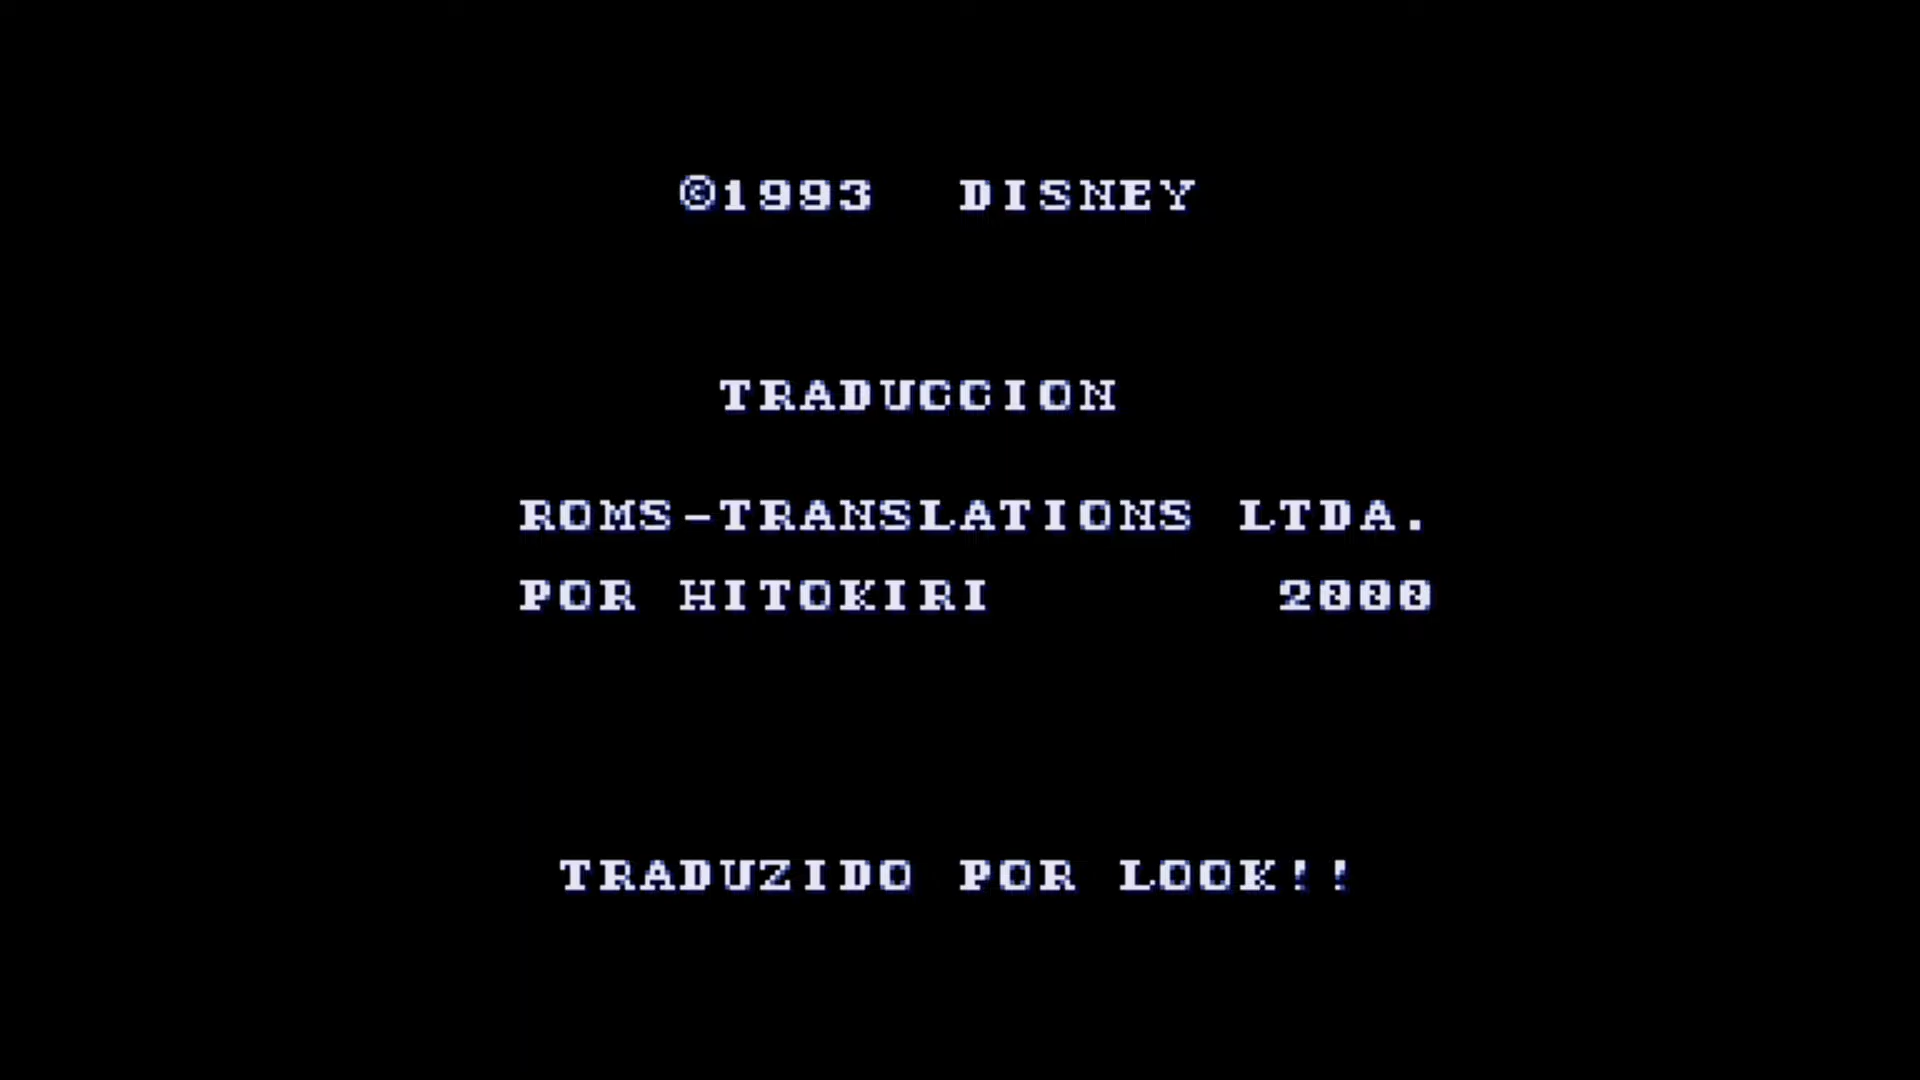 ©1993 DISNEY
TRADUCCION
ROMS-TRANSLATIONS LTDA.
POR HITOKIRI 2000
TRADUZIDO POR LOOK!!